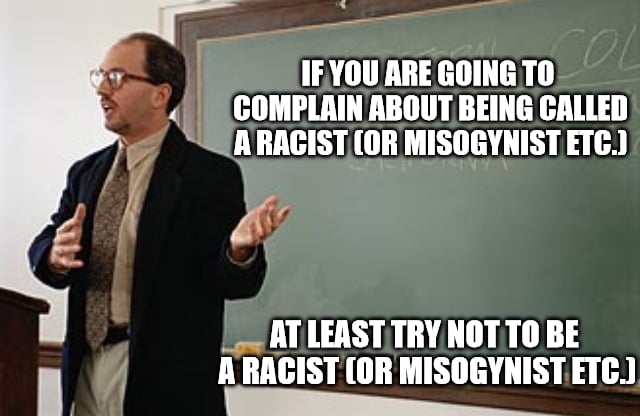 IF YOU ARE GOING TO
COMPLAIN ABOUT BEING CALLED
A RACIST (OR MISOGYNIST ETC.)
COL
AT LEAST TRY NOT TO BE
A RACIST (OR MISOGYNIST ETC.)